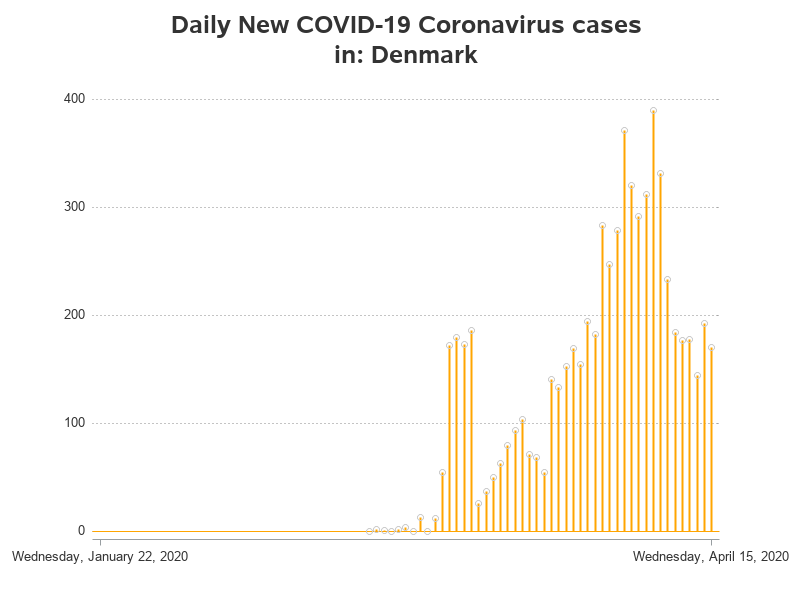 Daily New COVID-19 Coronavirus cases
in: Denmark
400
300
200
100
0
Wednesday, January 22, 2020
Wednesday, April 15, 2020